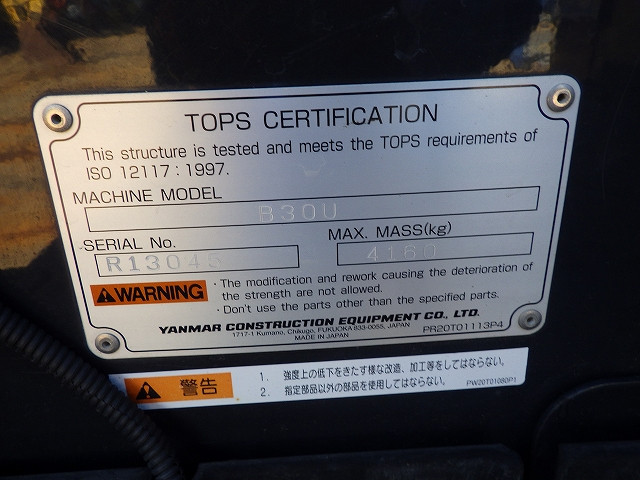 TOPS CERTIFICATION
This structure is tested and meets the TOPS requirements of
ISO 12117 : 1997.
MACHINE MODEL
B30U
SERIAL No.
MAX. MASS(kg)
R13045
4160
WARNING
· The modification and rework causing the deterioration of
the strength are not allowed.
· Don't use the parts other than the specified parts.
YANMAR CONSTRUCTION EQUIPMENT CO., LTD.
1717-1 Kumano, Chikugo, FUKUOKA 833-0055, JAPAN
MADE IN JAPAN
PR20T01113P4
警告
1. 強度上の低下をきたす様な改造、加工等をしてはならない。
2. 指定部品以外の部品を使用してはならない。
PW20T01080P1